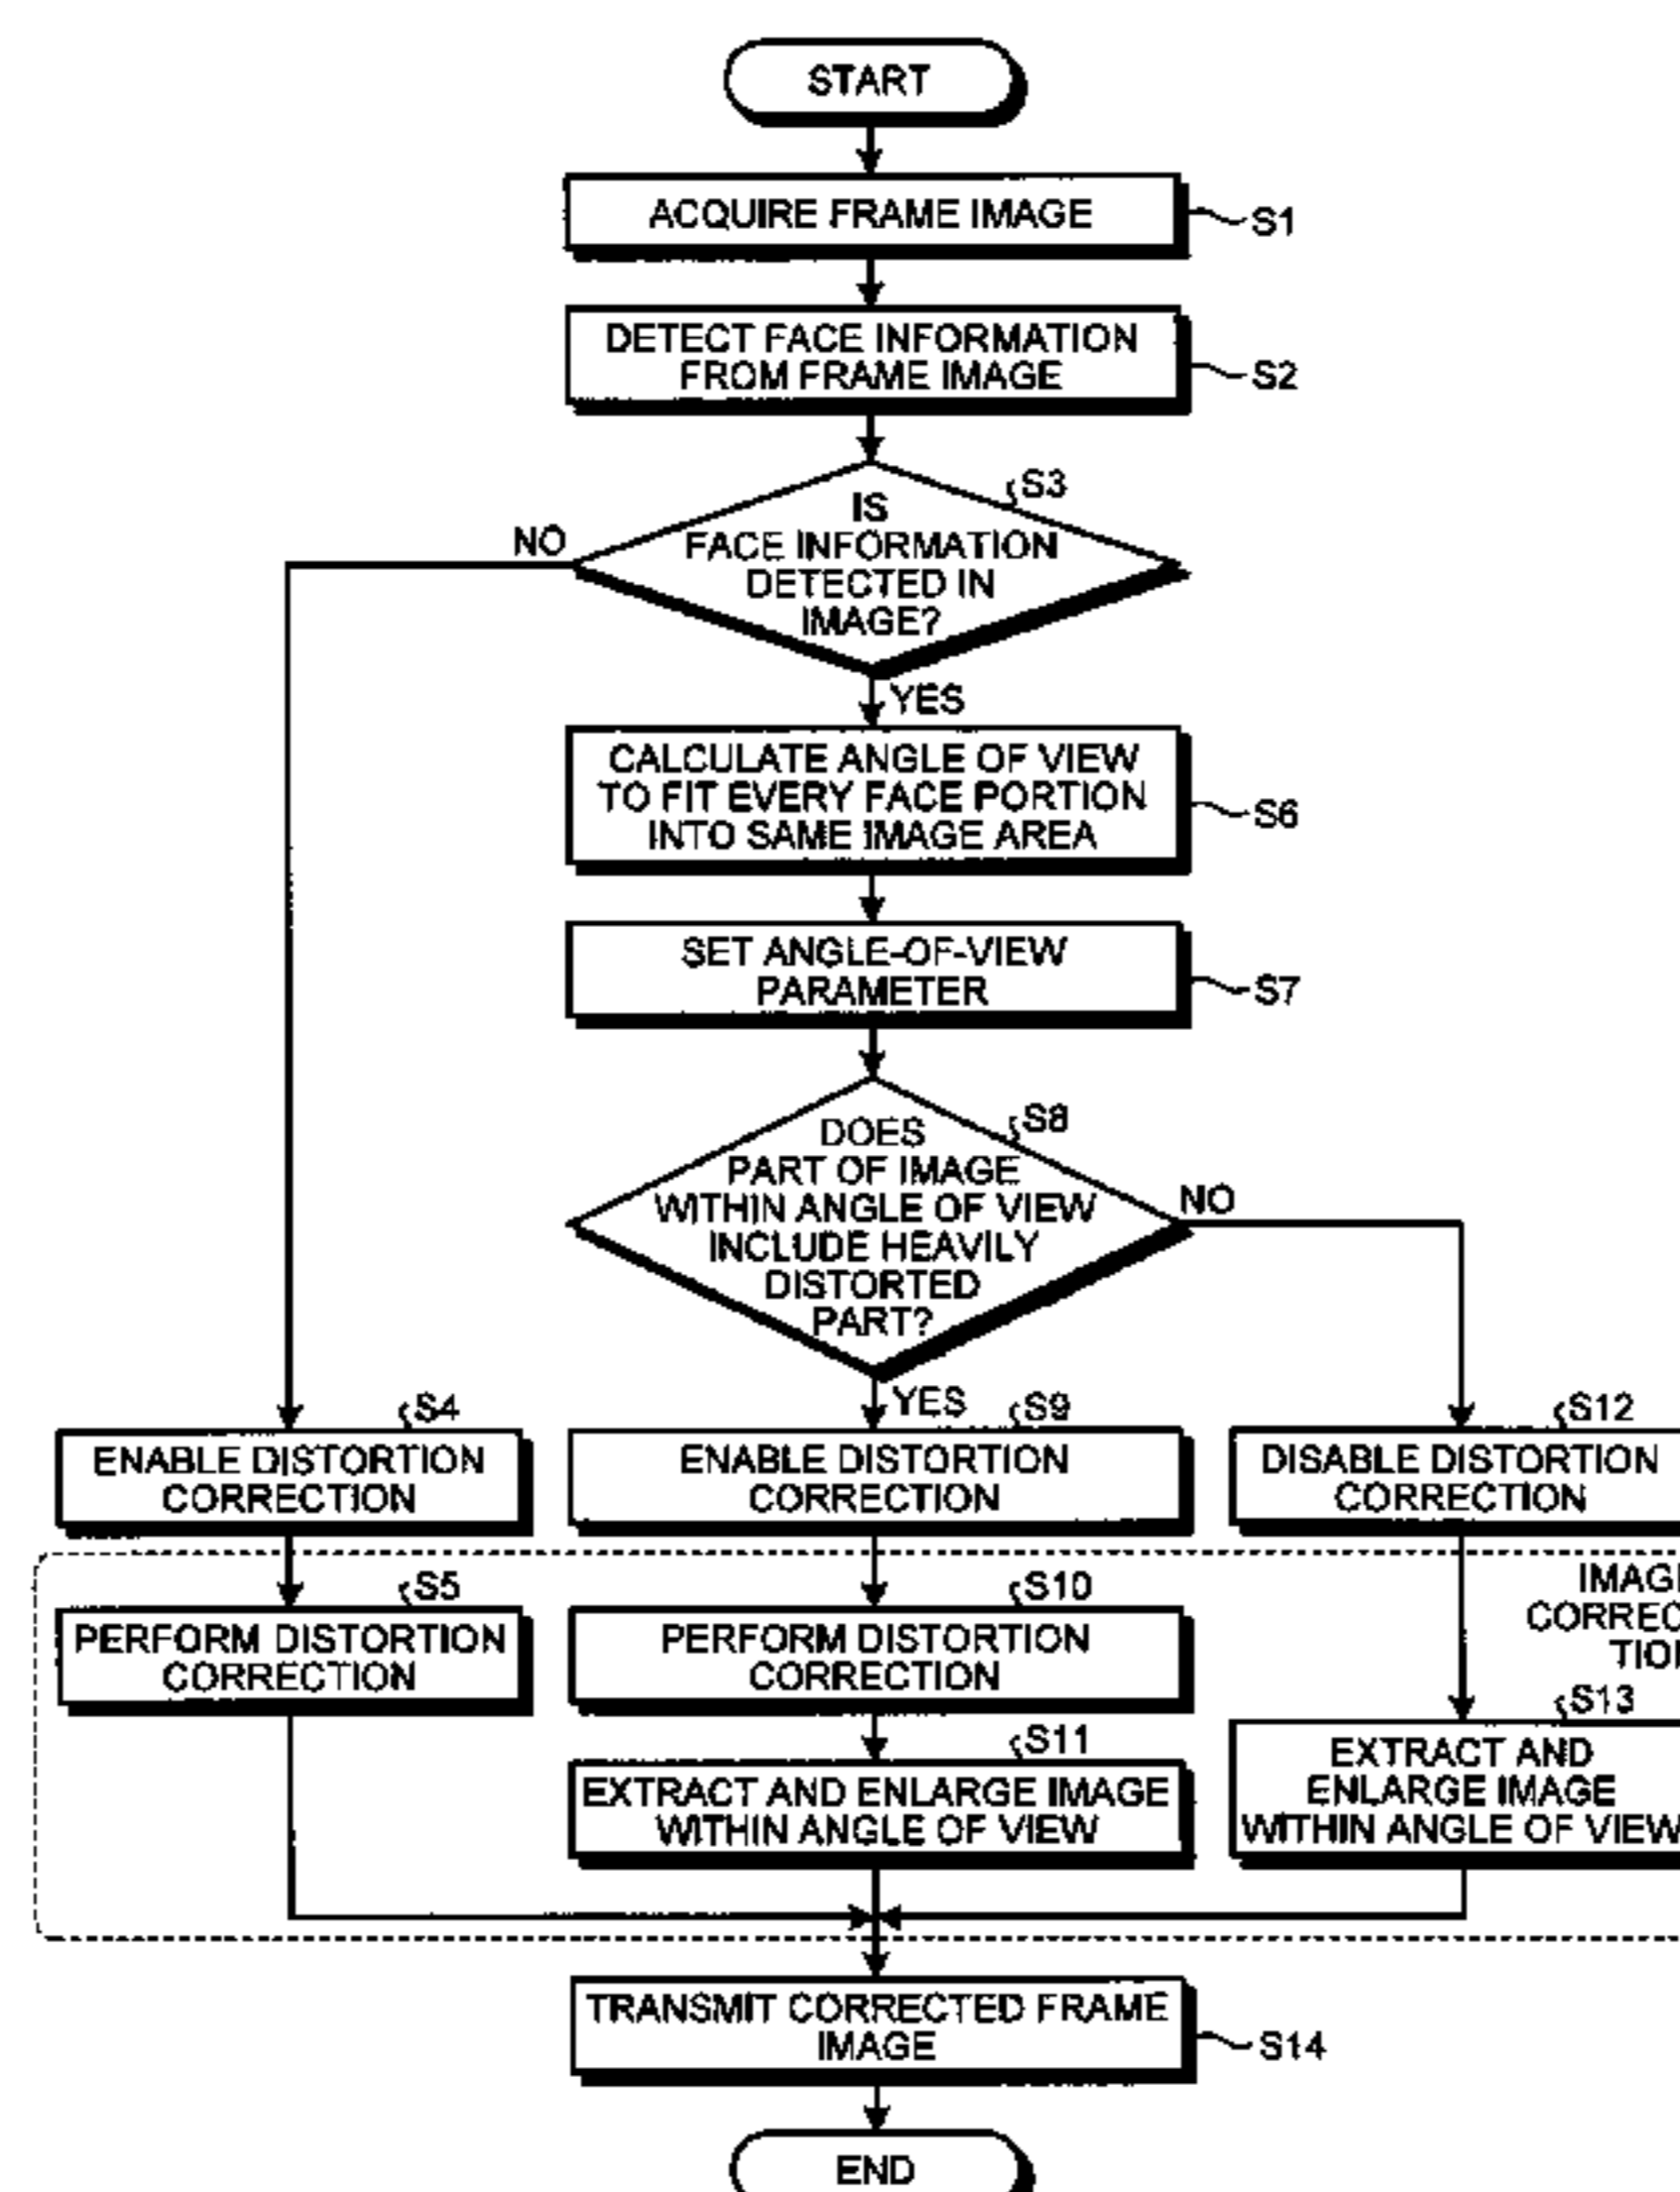 START
ACQUIRE FRAME IMAGE
S1
DETECT FACE INFORMATION
FROM FRAME IMAGE
S2
S3
IS
FACE INFORMATION
DETECTED IN
IMAGE?
NO
YES
CALCULATE ANGLE OF VIEW
TO FIT EVERY FACE PORTION
INTO SAME IMAGE AREA
S6
SET ANGLE-OF-VIEW
PARAMETER
S7
S8
DOES
PART OF IMAGE
WITHIN ANGLE OF VIEW
INCLUDE HEAVILY
DISTORTED
PART?
NO
YES
S4
ENABLE DISTORTION
CORRECTION
S9
ENABLE DISTORTION
CORRECTION
S12
DISABLE DISTORTION
CORRECTION
IMAG
CORREC
TIO
S5
PERFORM DISTORTION
CORRECTION
S10
PERFORM DISTORTION
CORRECTION
S11
EXTRACT AND ENLARGE IMAGE
WITHIN ANGLE OF VIEW
S13
EXTRACT AND
ENLARGE IMAGE
WITHIN ANGLE OF VIEW
TRANSMIT CORRECTED FRAME
IMAGE
S14
END